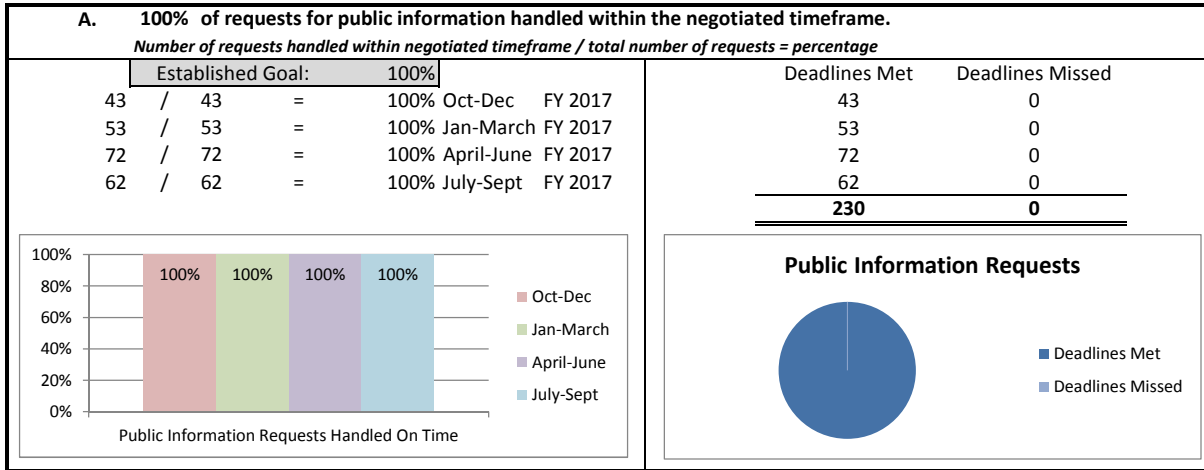 A. 100% of requests for public information handled within the negotiated timeframe.
Number of requests handled within negotiated timeframe / total number of requests = percentage
Established Goal: 100%
43 / 43 = 100% Oct-Dec FY 2017
53 / 53 = 100% Jan-March FY 2017
72 / 72 = 100% April-June FY 2017
62 / 62 = 100% July-Sept FY 2017
Deadlines Met Deadlines Missed
43 0
53 0
72 0
62 0
230 0
100%
80%
60%
40%
20%
0%
100% 100% 100% 100%
Public Information Requests Handled On Time
Oct-Dec
Jan-March
April-June
July-Sept
Public Information Requests
Deadlines Met
Deadlines Missed